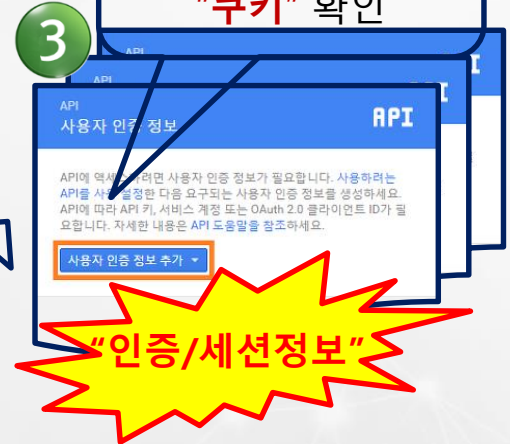 "쿠키" 확인
3
API
API
API
API
사용자 인증 정보
API에 액세스하려면 사용자 인증 정보가 필요합니다. 사용하려는
API를 사용 설정한 다음 요구되는 사용자 인증 정보를 생성하세요.
API에 따라 API 키, 서비스 계정 또는 OAuth 2.0 클라이언트 ID가 필
요합니다. 자세한 내용은 API 도움말을 참조하세요.
사용자 인증 정보 추가
"인증/세션정보"